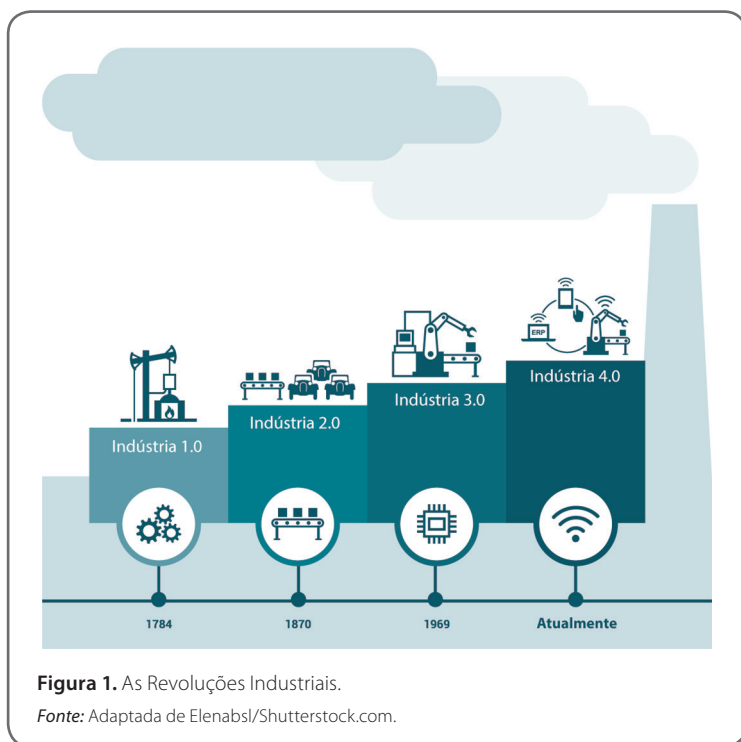 ERP
Indústria 4.0
Indústria 3.0
Indústria 2.0
Indústria 1.0
1784
1870
1969
Atualmente
Figura 1. As Revoluções Industriais.
Fonte: Adaptada de Elenabsl/Shutterstock.com.